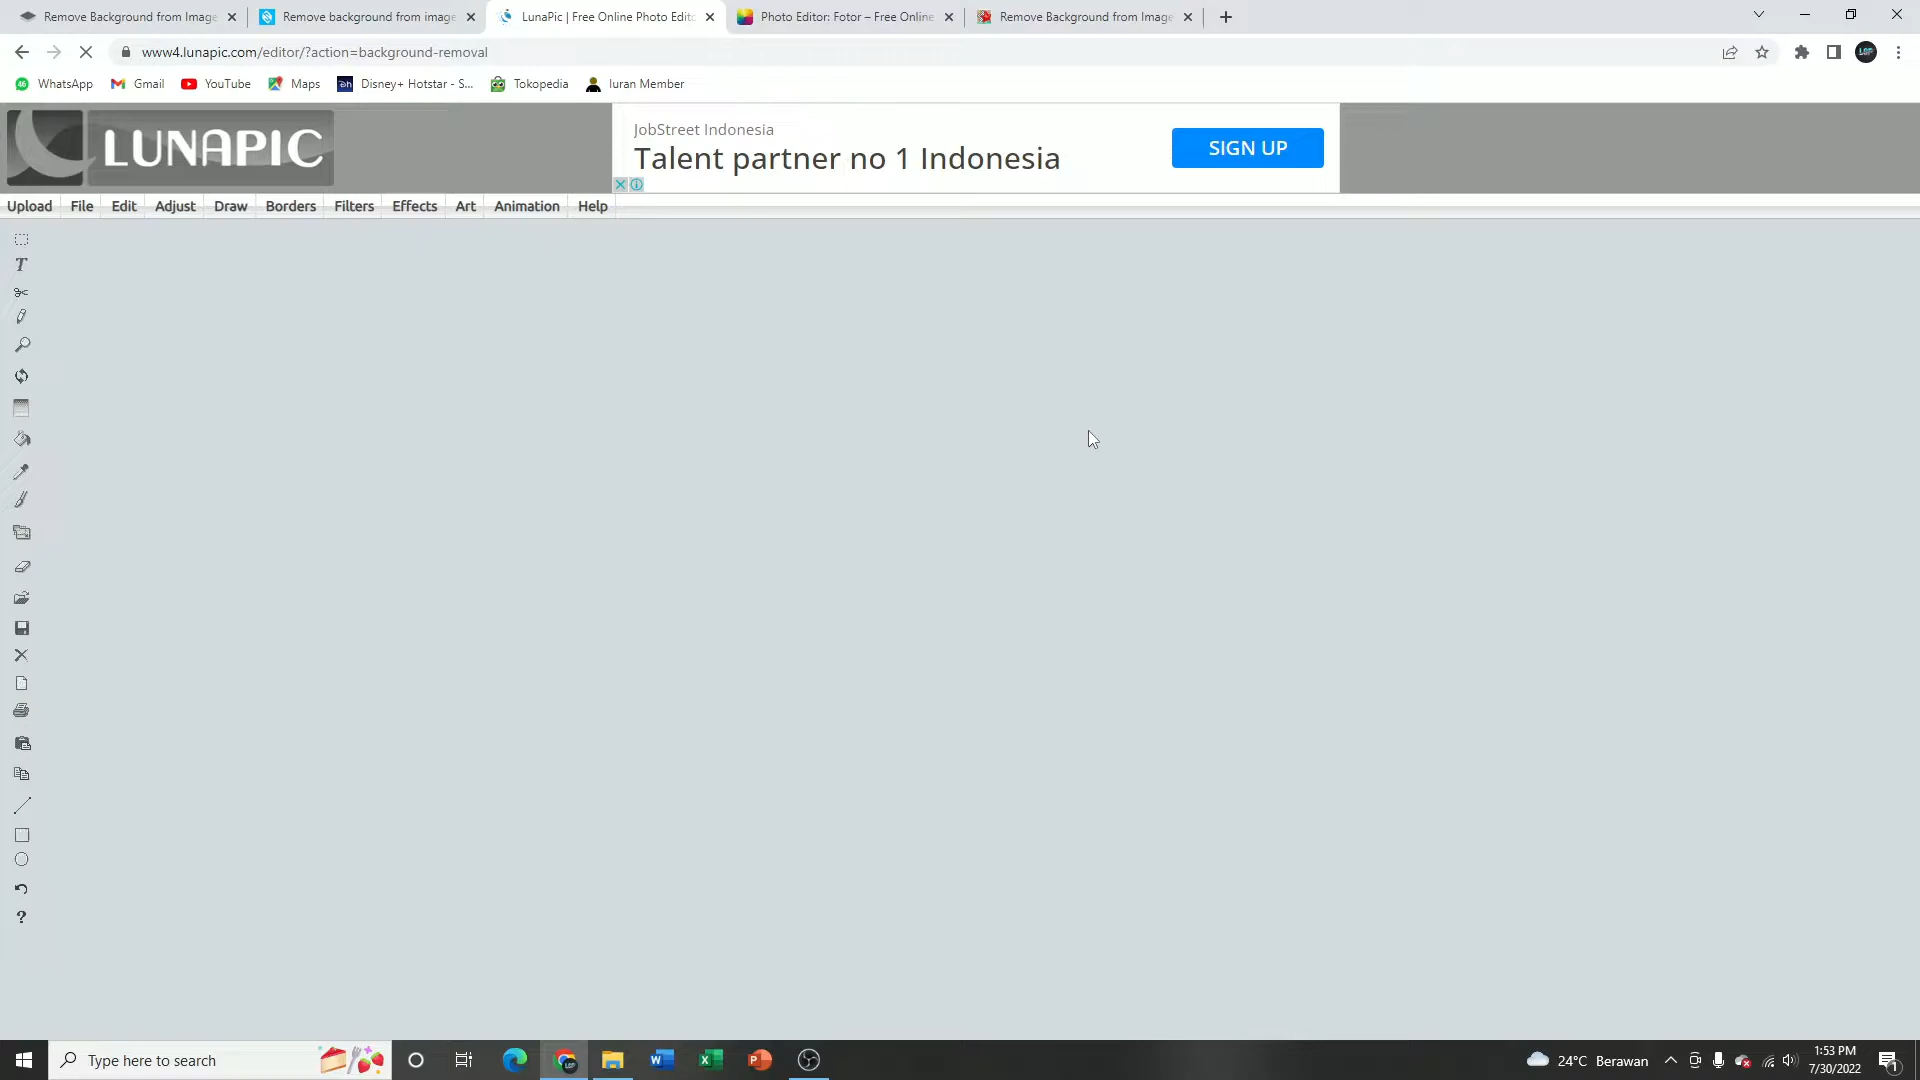 Remove Background from Image
Remove background from image
LunaPic | Free Online Photo Edit
Photo Editor: Fotor – Free Online
Remove Background from Image
www4.lunapic.com/editor/?action=background-removal
WhatsApp
Gmail
YouTube
Maps
Disney+ Hotstar - S...
Tokopedia
Iuran Member
LUNAPIC
JobStreet Indonesia
Talent partner no 1 Indonesia
SIGN UP
Upload
File
Edit
Adjust
Draw
Borders
Filters
Effects
Art
Animation
Help
Type here to search
24°C Berawan
1:53 PM
7/30/2022